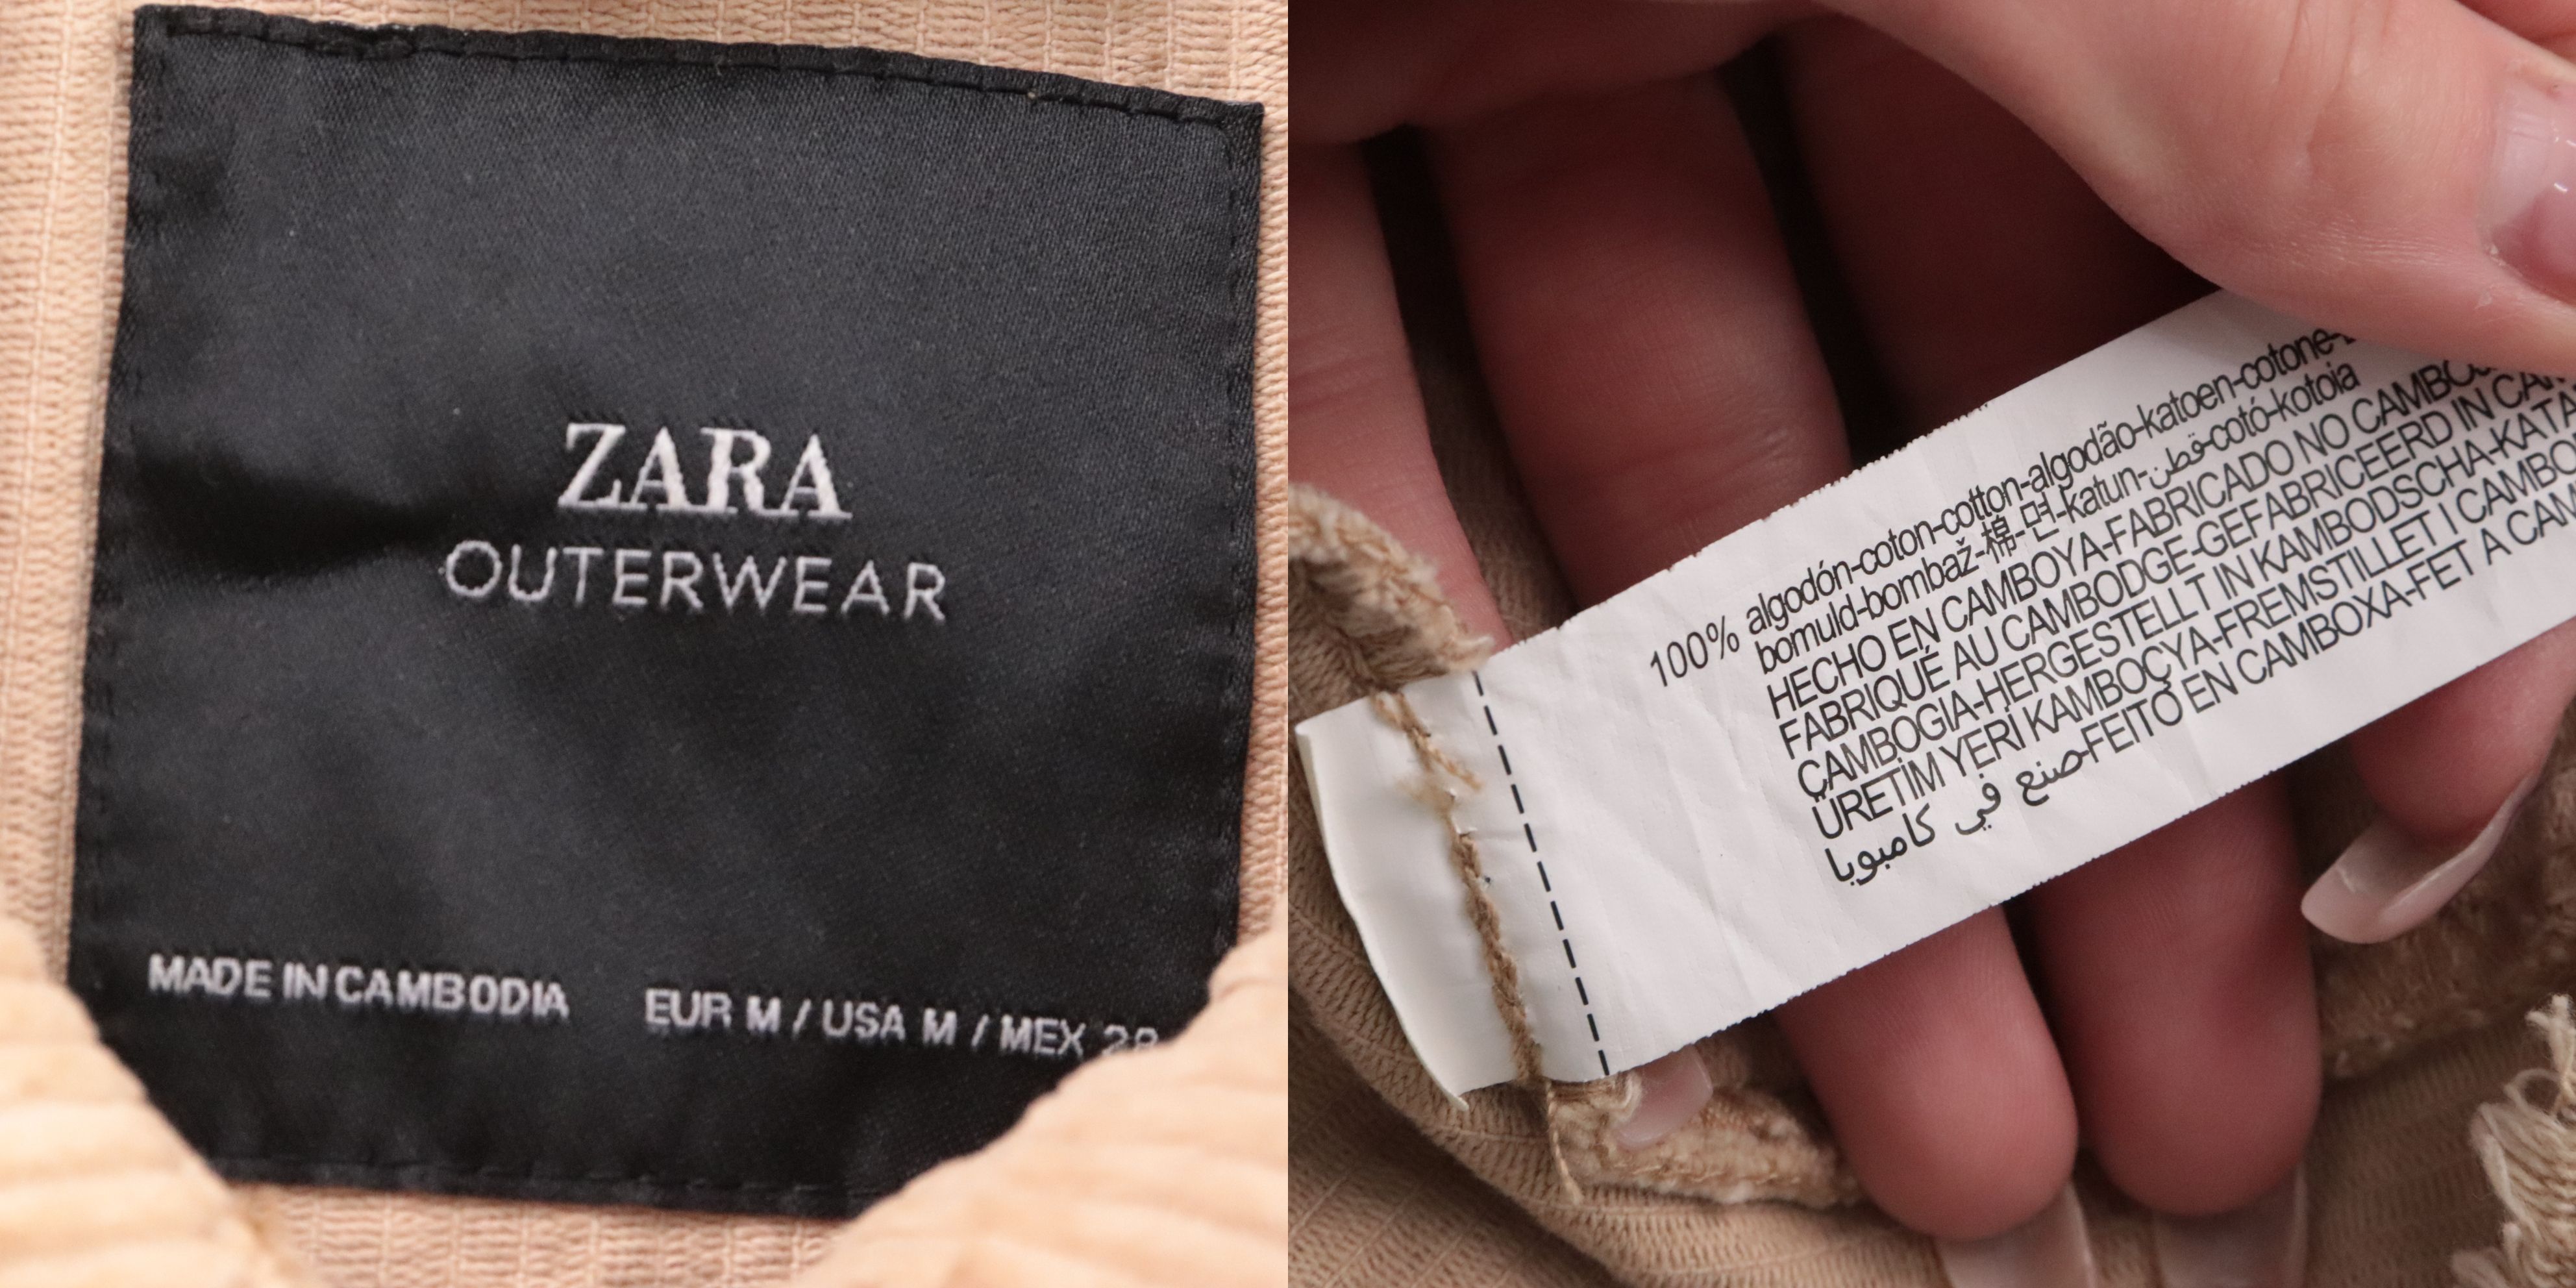 ZARA
OUTERWEAR
MADE IN CAMBODIA EUR M / USA M / MEX
100% algodón-coton-cotton-algodão-katoen-cotone-
bomuld-bombaž-棉-면-katun-قطن-cotó-kotoia
HECHO EN CAMBOYA-FABRICADO NO
FABRIQUÉ AU CAMBODGE-GEFABRICEERD IN
CAMBOGIA-HERGESTELLT IN KAMBODSCHA-
ÜRETİM YERİ KAMBOÇYA-FREMSTILLET I
صنع في كامبوبا-FEITO EN CAMBOXA-FET A